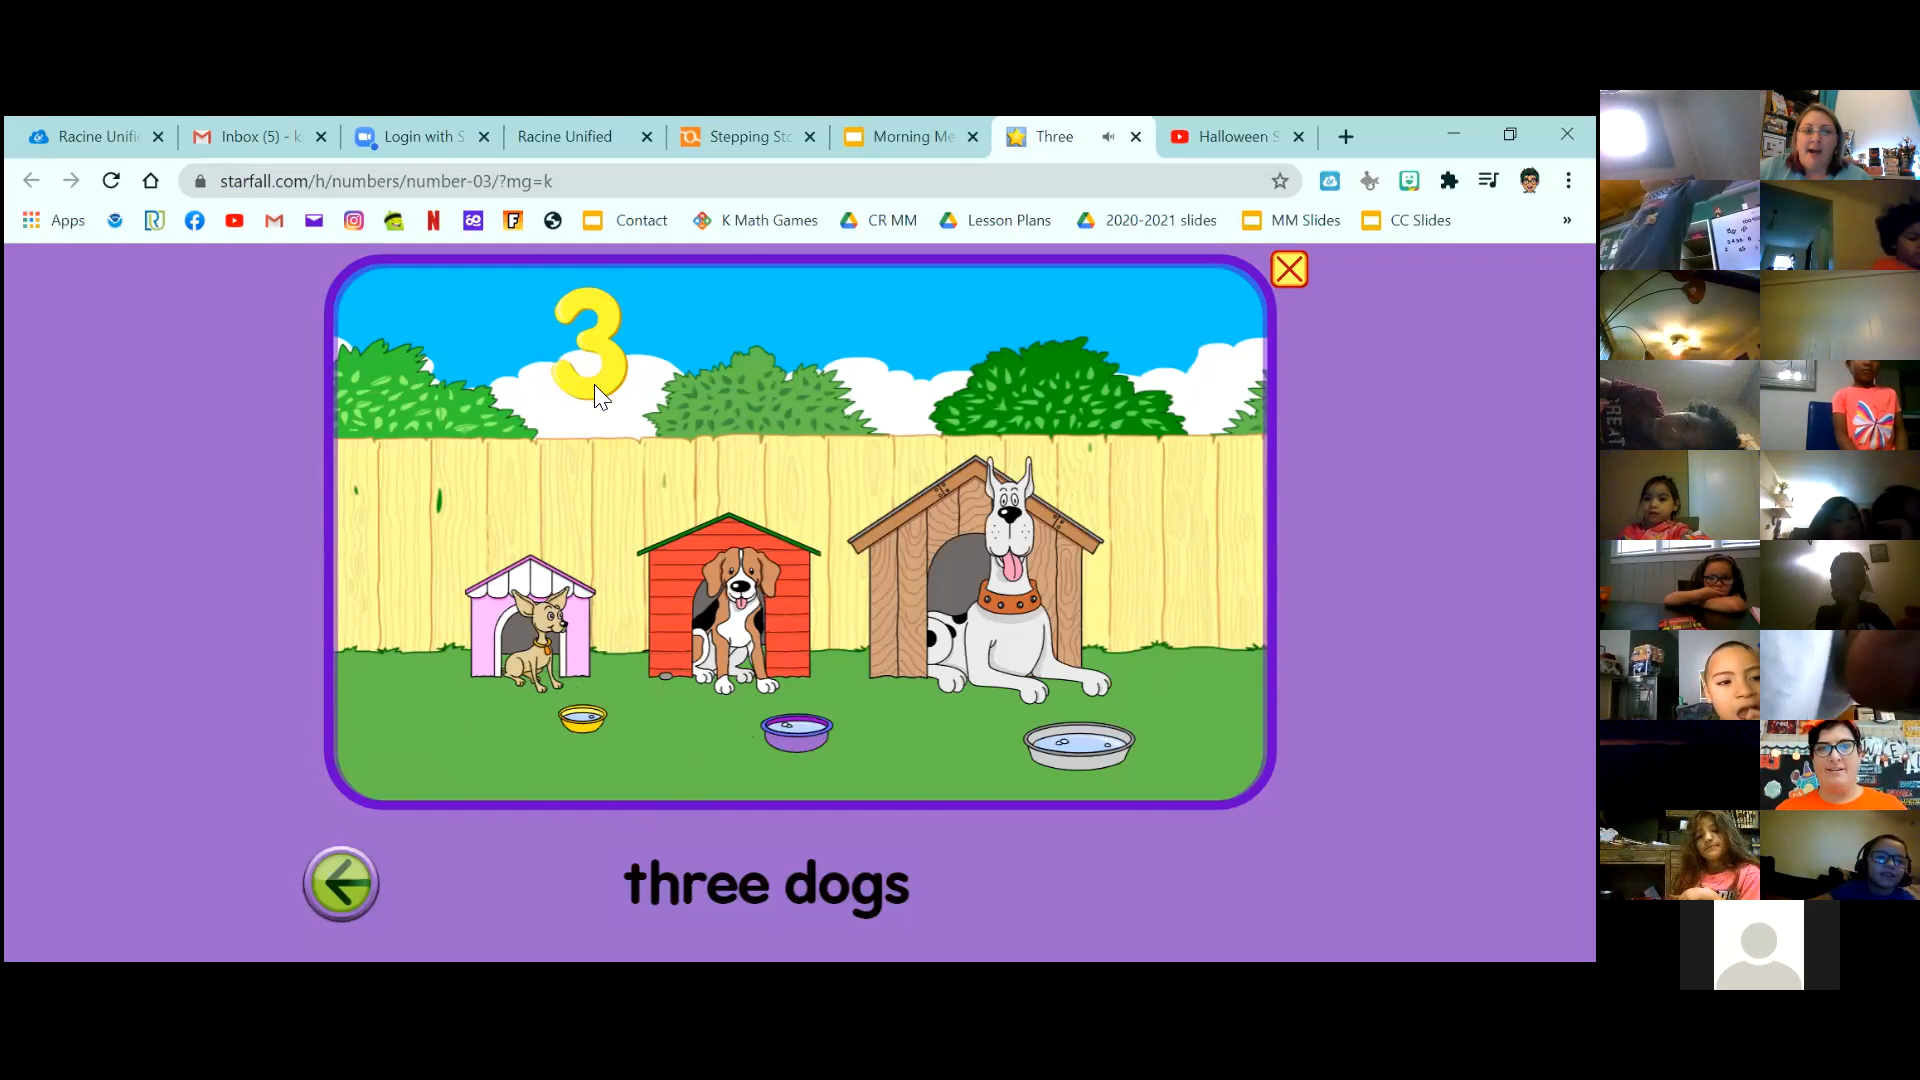 Racine Unifi
Inbox (5) - k
Login with S
Racine Unified
Stepping Sto
Morning Me
Three
Halloween S
starfall.com/h/numbers/number-03/?mg=k
Apps
Contact
K Math Games
CR MM
Lesson Plans
2020-2021 slides
MM Slides
CC Slides
»
3
three dogs